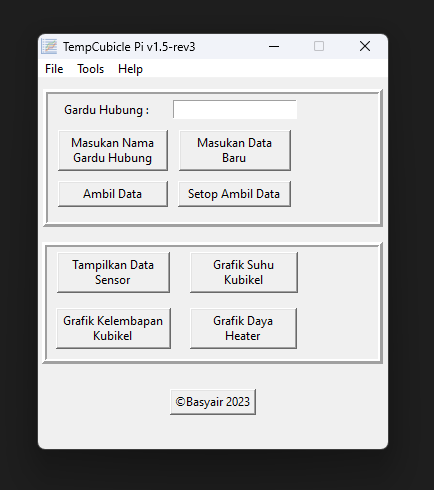 TempCubicle Pi v1.5-rev3
File Tools Help
Gardu Hubung :
Masukan Nama
Gardu Hubung
Masukan Data
Baru
Ambil Data
Setop Ambil Data
Tampilkan Data
Sensor
Grafik Suhu
Kubikel
Grafik Kelembapan
Kubikel
Grafik Daya
Heater
©Basyair 2023